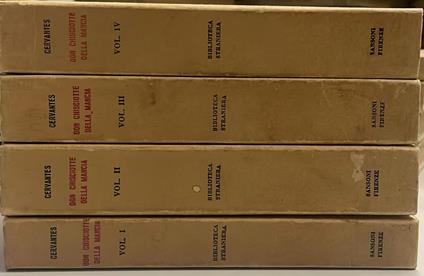 CERVANTES
DON CHISCIOTTE
DELLA MANCIA
VOL. IV
BIBLIOTECA
STRANIERA
SANSONI
FIRENZE
CERVANTES
DON CHISCIOTTE
DELLA MANCIA
VOL. III
BIBLIOTECA
STRANIERA
SANSONI
FIRENZE
CERVANTES
DON CHISCIOTTE
DELLA MANCIA
VOL. II
BIBLIOTECA
STRANIERA
SANSONI
FIRENZE
CERVANTES
DON CHISCIOTTE
DELLA MANCIA
VOL. I
BIBLIOTECA
STRANIERA
SANSONI
FIRENZE